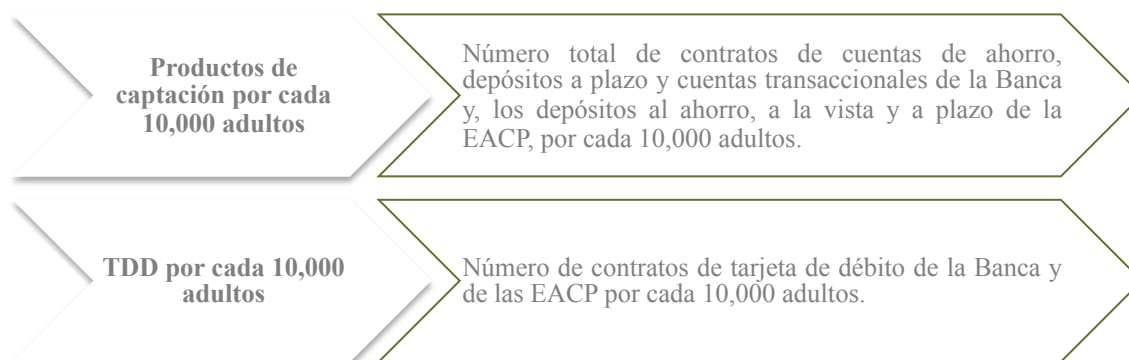 Productos de
captación por cada
10,000 adultos
Número total de contratos de cuentas de ahorro,
depósitos a plazo y cuentas transaccionales de la Banca
y, los depósitos al ahorro, a la vista y a plazo de la
EACP, por cada 10,000 adultos.
TDD por cada 10,000
adultos
Número de contratos de tarjeta de débito de la Banca y
de las EACP por cada 10,000 adultos.